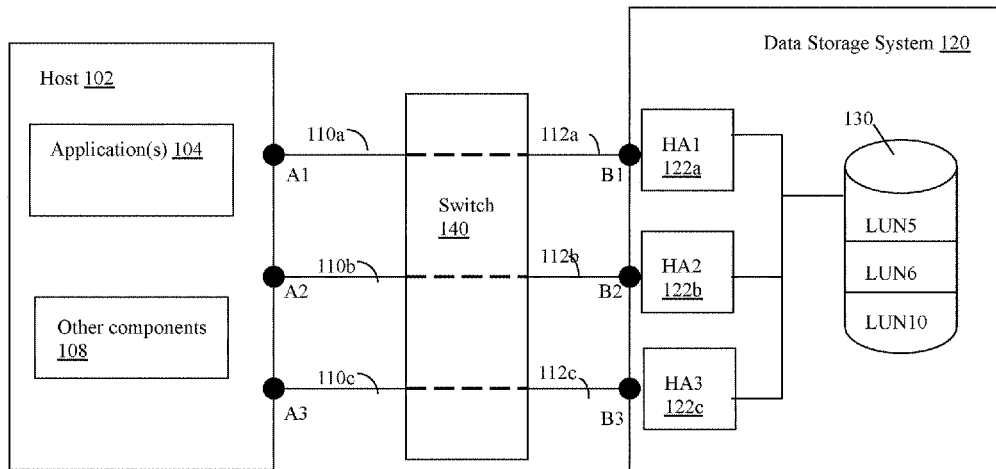 Host 102
Application(s) 104
Other components
108
A1
A2
A3
110a
110b
110c
Switch
140
112a
112b
112c
B1
B2
B3
Data Storage System 120
HA1
122a
HA2
122b
HA3
122c
130
LUN5
LUN6
LUN10